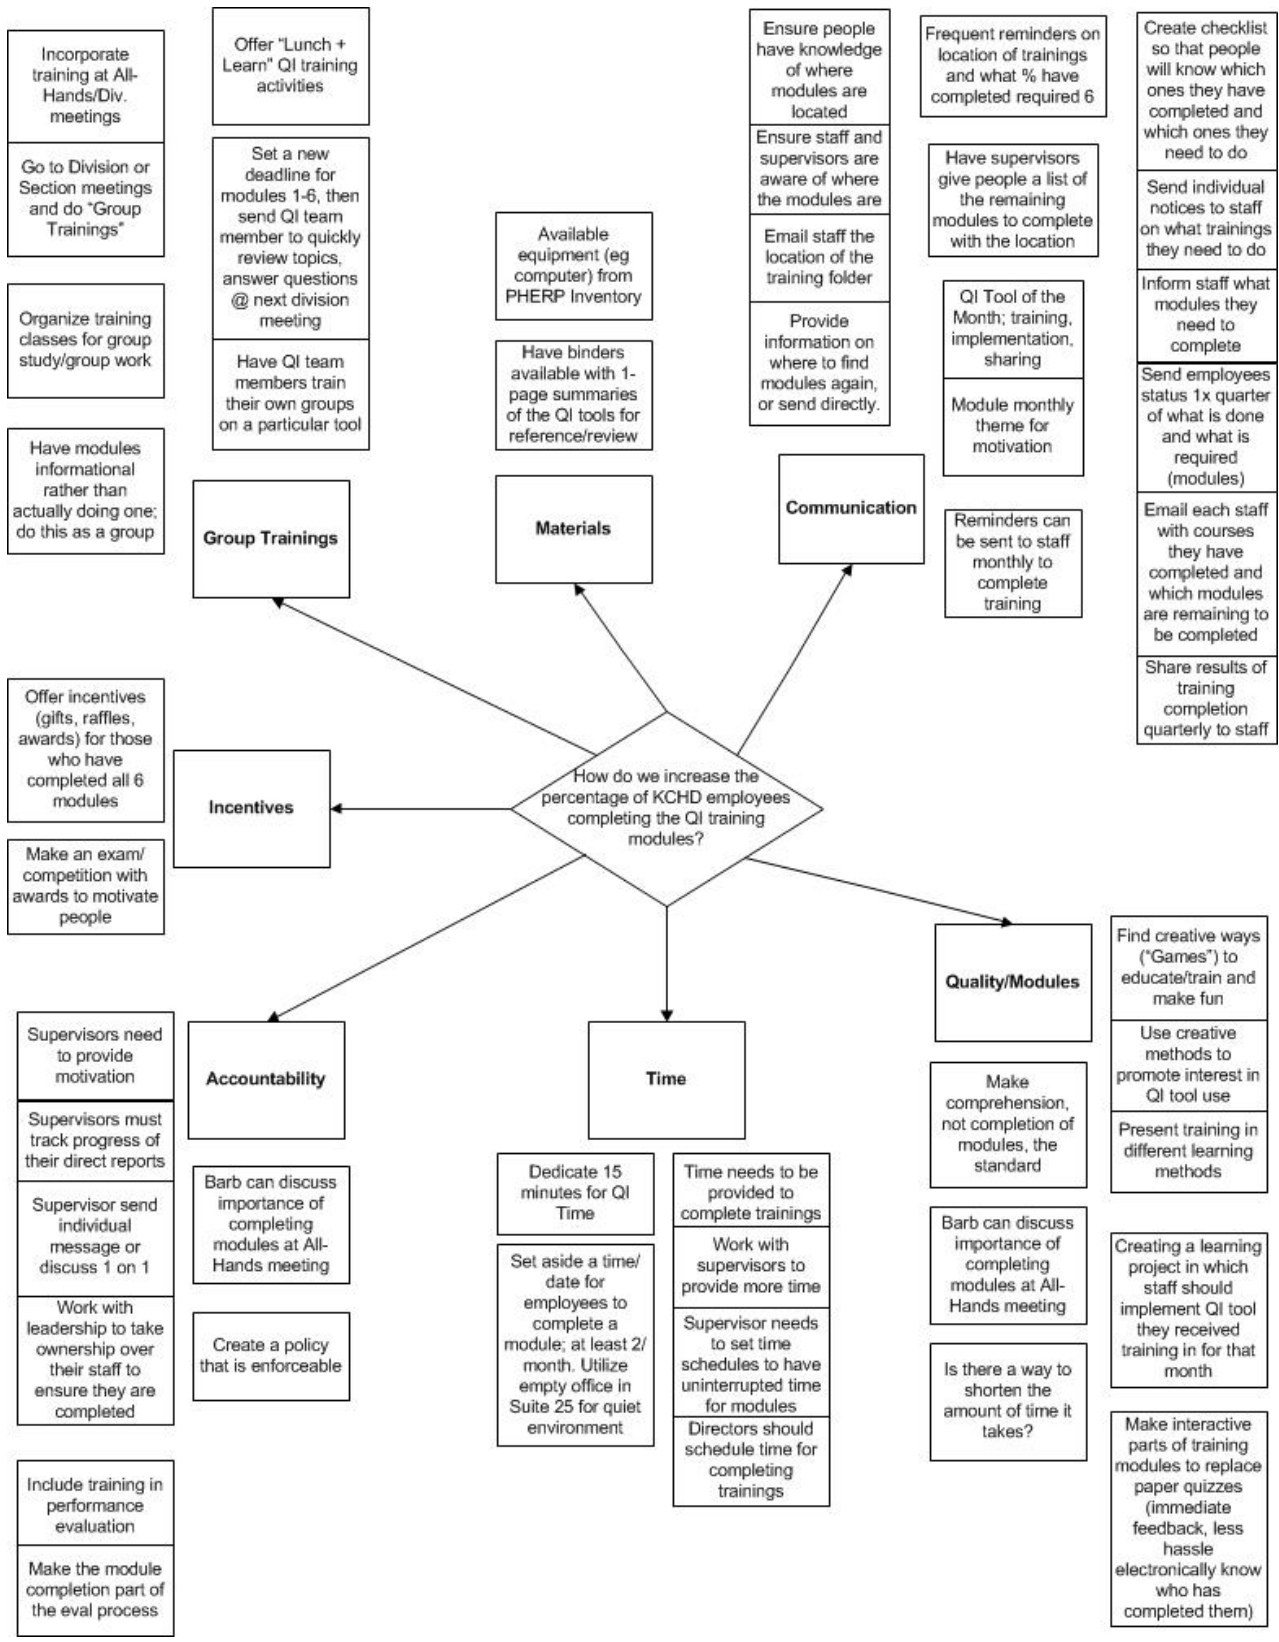 Incorporate
training at All-
Hands/Div.
meetings
Go to Division or
Section meetings
and do “Group
Trainings”
Organize training
classes for group
study/group work
Have modules
informational
rather than
actually doing one;
do this as a group
Offer “Lunch +
Learn” QI training
activities
Set a new
deadline for
modules 1-6, then
send QI team
member to quickly
review topics,
answer questions
@ next division
meeting
Have QI team
members train
their own groups
on a particular tool
Group Trainings
Available
equipment (eg
computer) from
PHERP Inventory
Have binders
available with 1-
page summaries
of the QI tools for
reference/review
Materials
Ensure people
have knowledge
of where
modules are
located
Ensure staff and
supervisors are
aware of where
the modules are
Email staff the
location of the
training folder
Provide
information on
where to find
modules again,
or send directly.
Communication
Frequent reminders on
location of trainings
and what % have
completed required 6
Have supervisors
give people a list of
the remaining
modules to complete
with the location
QI Tool of the
Month; training,
implementation,
sharing
Module monthly
theme for
motivation
Reminders can
be sent to staff
monthly to
complete
training
Create checklist
so that people
will know which
ones they have
completed and
which ones they
need to do
Send individual
notices to staff
on what trainings
they need to do
Inform staff what
modules they
need to
complete
Send employees
status 1x quarter
of what is done
and what is
required
(modules)
Email each staff
with courses
they have
completed and
which modules
are remaining to
be completed
Share results of
training
completion
quarterly to staff
Offer incentives
(gifts, raffles,
awards) for those
who have
completed all 6
modules
Make an exam/
competition with
awards to motivate
people
Incentives
How do we increase the
percentage of KCHD employees
completing the QI training
modules?
Supervisors need
to provide
motivation
Supervisors must
track progress of
their direct reports
Supervisor send
individual
message or
discuss 1 on 1
Work with
leadership to take
ownership over
their staff to
ensure they are
completed
Include training in
performance
evaluation
Make the module
completion part of
the eval process
Accountability
Barb can discuss
importance of
completing
modules at All-
Hands meeting
Create a policy
that is enforceable
Time
Dedicate 15
minutes for QI
Time
Set aside a time/
date for
employees to
complete a
module; at least 2/
month. Utilize
empty office in
Suite 25 for quiet
environment
Time needs to be
provided to
complete trainings
Work with
supervisors to
provide more time
Supervisor needs
to set time
schedules to have
uninterrupted time
for modules
Directors should
schedule time for
completing
trainings
Quality/Modules
Make
comprehension,
not completion of
modules, the
standard
Barb can discuss
importance of
completing
modules at All-
Hands meeting
Is there a way to
shorten the
amount of time it
takes?
Find creative ways
(“Games”) to
educate/train and
make fun
Use creative
methods to
promote interest in
QI tool use
Present training in
different learning
methods
Creating a learning
project in which
staff should
implement QI tool
they received
training in for that
month
Make interactive
parts of training
modules to replace
paper quizzes
(immediate
feedback, less
hassle
electronically know
who has
completed them)